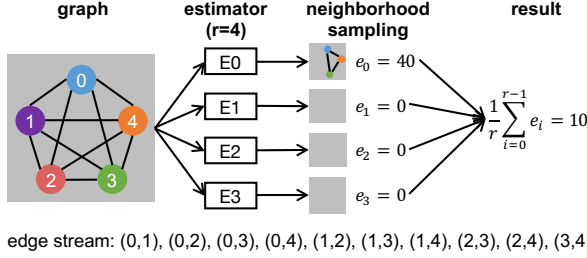 graph
estimator
(r=4)
neighborhood
sampling
result
0
1
4
2
3
E0
E1
E2
E3
e₀ = 40
e₁ = 0
e₂ = 0
e₃ = 0
1/r ∑_{i=0}^{r−1} eᵢ = 10
edge stream: (0,1), (0,2), (0,3), (0,4), (1,2), (1,3), (1,4), (2,3), (2,4), (3,4